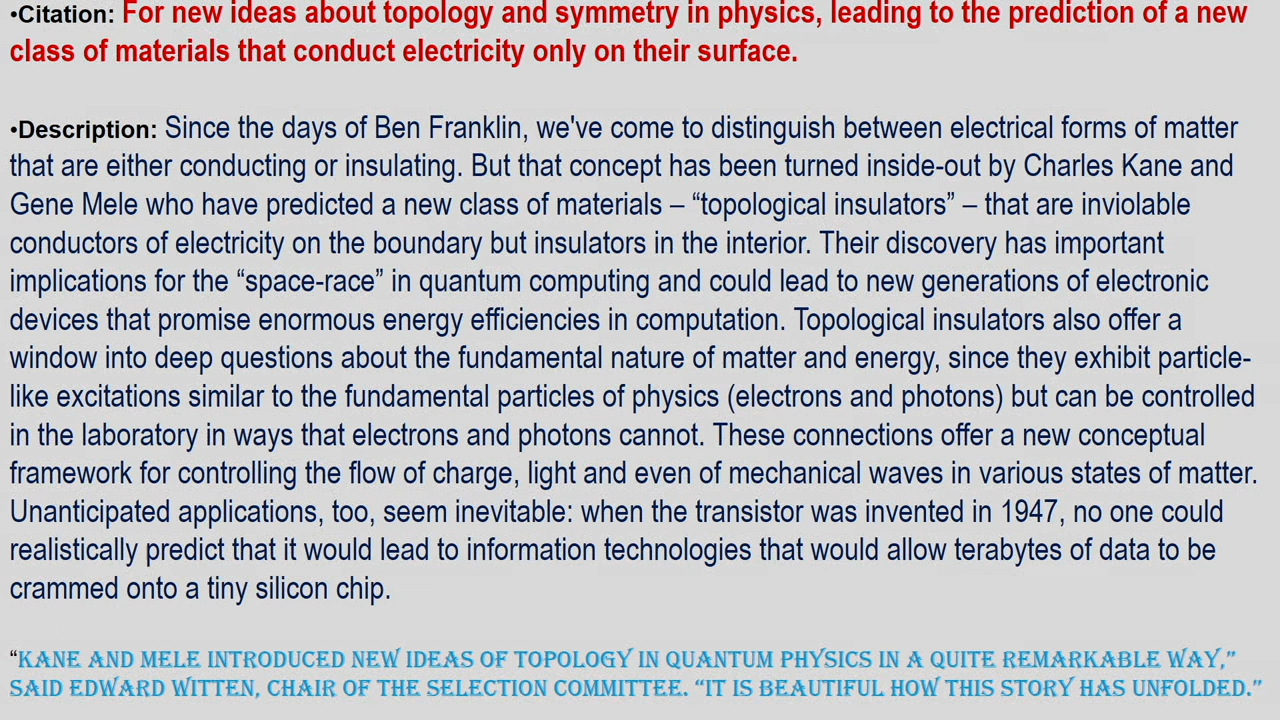 •Citation: For new ideas about topology and symmetry in physics, leading to the prediction of a new
class of materials that conduct electricity only on their surface.
•Description: Since the days of Ben Franklin, we've come to distinguish between electrical forms of matter
that are either conducting or insulating. But that concept has been turned inside-out by Charles Kane and
Gene Mele who have predicted a new class of materials – “topological insulators” – that are inviolable
conductors of electricity on the boundary but insulators in the interior. Their discovery has important
implications for the “space-race” in quantum computing and could lead to new generations of electronic
devices that promise enormous energy efficiencies in computation. Topological insulators also offer a
window into deep questions about the fundamental nature of matter and energy, since they exhibit particle-
like excitations similar to the fundamental particles of physics (electrons and photons) but can be controlled
in the laboratory in ways that electrons and photons cannot. These connections offer a new conceptual
framework for controlling the flow of charge, light and even of mechanical waves in various states of matter.
Unanticipated applications, too, seem inevitable: when the transistor was invented in 1947, no one could
realistically predict that it would lead to information technologies that would allow terabytes of data to be
crammed onto a tiny silicon chip.
“KANE AND MELE INTRODUCED NEW IDEAS OF TOPOLOGY IN QUANTUM PHYSICS IN A QUITE REMARKABLE WAY,”
SAID EDWARD WITTEN, CHAIR OF THE SELECTION COMMITTEE. “IT IS BEAUTIFUL HOW THIS STORY HAS UNFOLDED.”